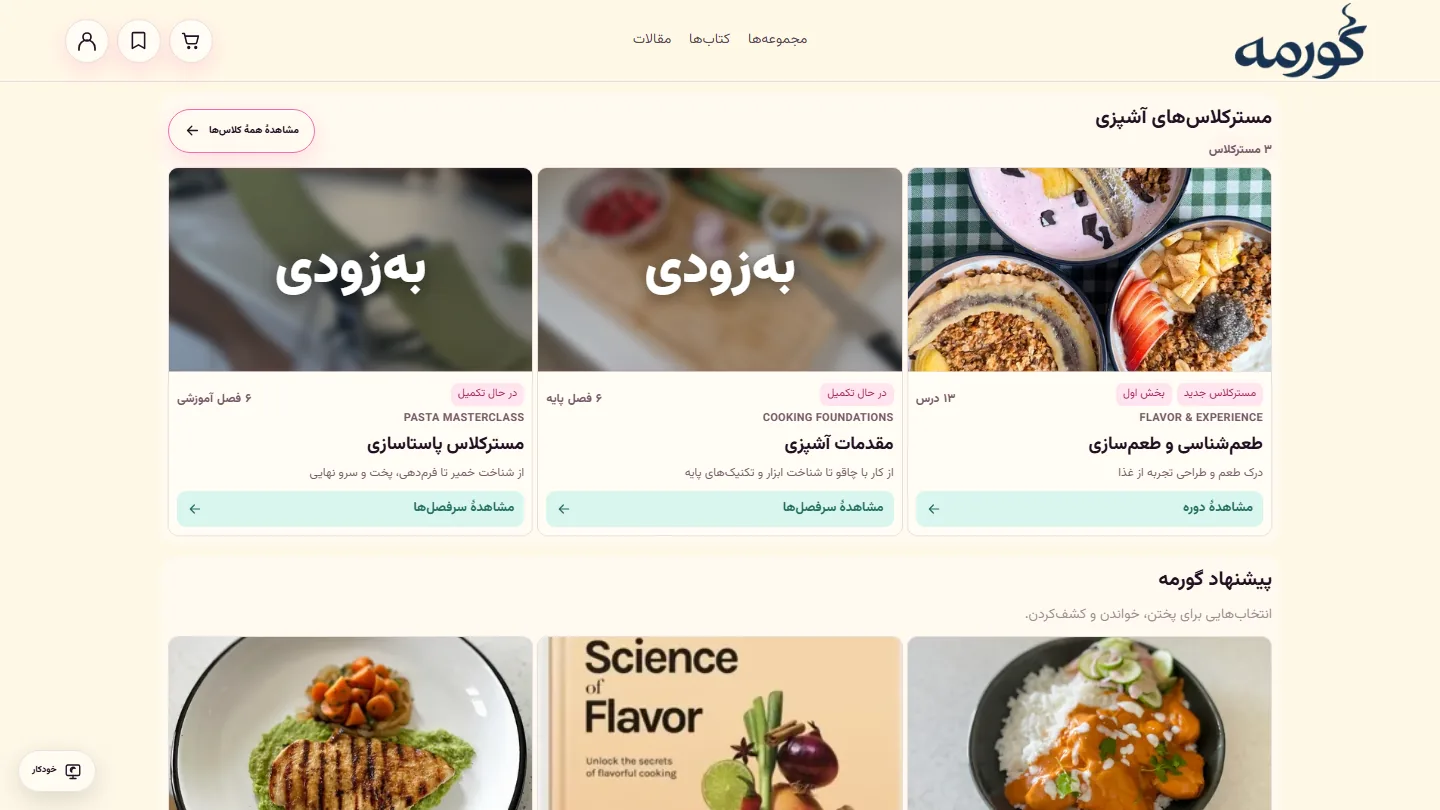 گورمه
مجموعه‌ها
کتاب‌ها
مقالات
مسترکلاس‌های آشپزی
۳ مسترکلاس
مشاهدهٔ همهٔ کلاس‌ها
مسترکلاس جدید
بخش اول
۱۳ درس
FLAVOR & EXPERIENCE
طعم‌شناسی و طعم‌سازی
درک طعم و طراحی تجربه از غذا
مشاهدهٔ دوره
به‌زودی
در حال تکمیل
۶ فصل پایه
COOKING FOUNDATIONS
مقدمات آشپزی
از کار با چاقو تا شناخت ابزار و تکنیک‌های پایه
مشاهدهٔ سرفصل‌ها
به‌زودی
در حال تکمیل
۶ فصل آموزشی
PASTA MASTERCLASS
مسترکلاس پاستاسازی
از شناخت خمیر تا فرم‌دهی، پخت و سرو نهایی
مشاهدهٔ سرفصل‌ها
پیشنهاد گورمه
انتخاب‌هایی برای پختن، خواندن و کشف‌کردن.
Science
of
Flavor
Unlock the secrets
of flavorful cooking
خودکار